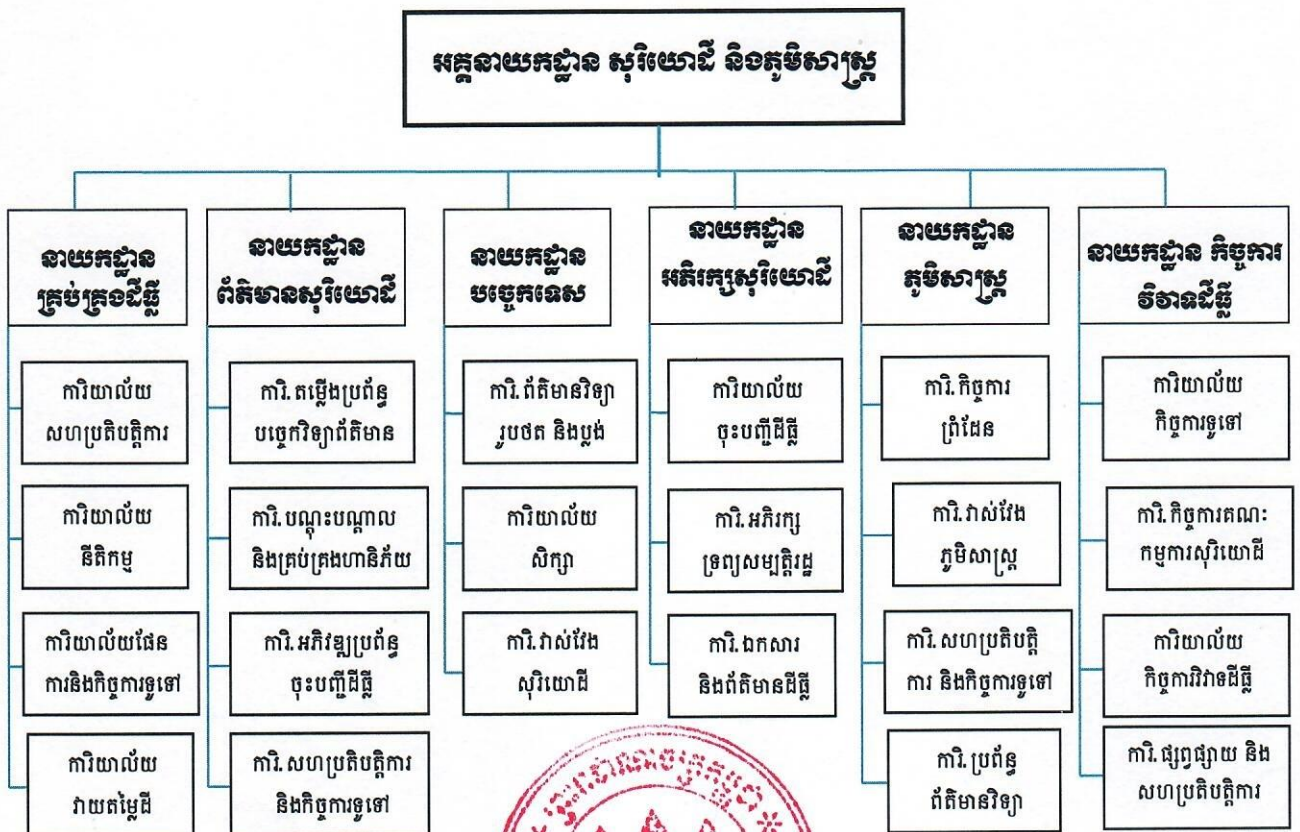 អគ្គនាយកដ្ឋាន សុរិយោដី និងភូមិសាស្ត្រ
នាយកដ្ឋាន
គ្រប់គ្រងដីធ្លី
នាយកដ្ឋាន
ព័ត៌មានសុរិយោដី
នាយកដ្ឋាន
បច្ចេកទេស
នាយកដ្ឋាន
អភិរក្សសុរិយោដី
នាយកដ្ឋាន
ភូមិសាស្ត្រ
នាយកដ្ឋាន កិច្ចការ
វិវាទដីធ្លី
ការិយាល័យ
សហប្រតិបត្តិការ
ការិ. តម្លើងប្រព័ន្ធ
បច្ចេកវិទ្យាព័ត៌មាន
ការិ. ព័ត៌មានវិទ្យា
រូបថត និងប្លង់
ការិយាល័យ
ចុះបញ្ជីដីធ្លី
ការិ. កិច្ចការ
ព្រំដែន
ការិយាល័យ
កិច្ចការទូទៅ
ការិយាល័យ
នីតិកម្ម
ការិ. បណ្តុះបណ្តាល
និងគ្រប់គ្រងហានិភ័យ
ការិយាល័យ
សិក្សា
ការិ. អភិរក្ស
ទ្រព្យសម្បត្តិរដ្ឋ
ការិ. វាស់វែង
ភូមិសាស្ត្រ
ការិ. កិច្ចការគណៈ
កម្មការសុរិយោដី
ការិយាល័យផែន
ការនិងកិច្ចការទូទៅ
ការិ. អភិវឌ្ឍប្រព័ន្ធ
ចុះបញ្ជីដីធ្លី
ការិ. វាស់វែង
សុរិយោដី
ការិ. ឯកសារ
និងព័ត៌មានដីធ្លី
ការិ. សហប្រតិបត្តិ
ការ និងកិច្ចការទូទៅ
ការិយាល័យ
កិច្ចការវិវាទដីធ្លី
ការិយាល័យ
វាយតម្លៃដី
ការិ. សហប្រតិបត្តិការ
និងកិច្ចការទូទៅ
ការិ. ប្រព័ន្ធ
ព័ត៌មានវិទ្យា
ការិ. ផ្សព្វផ្សាយ និង
សហប្រតិបត្តិការ